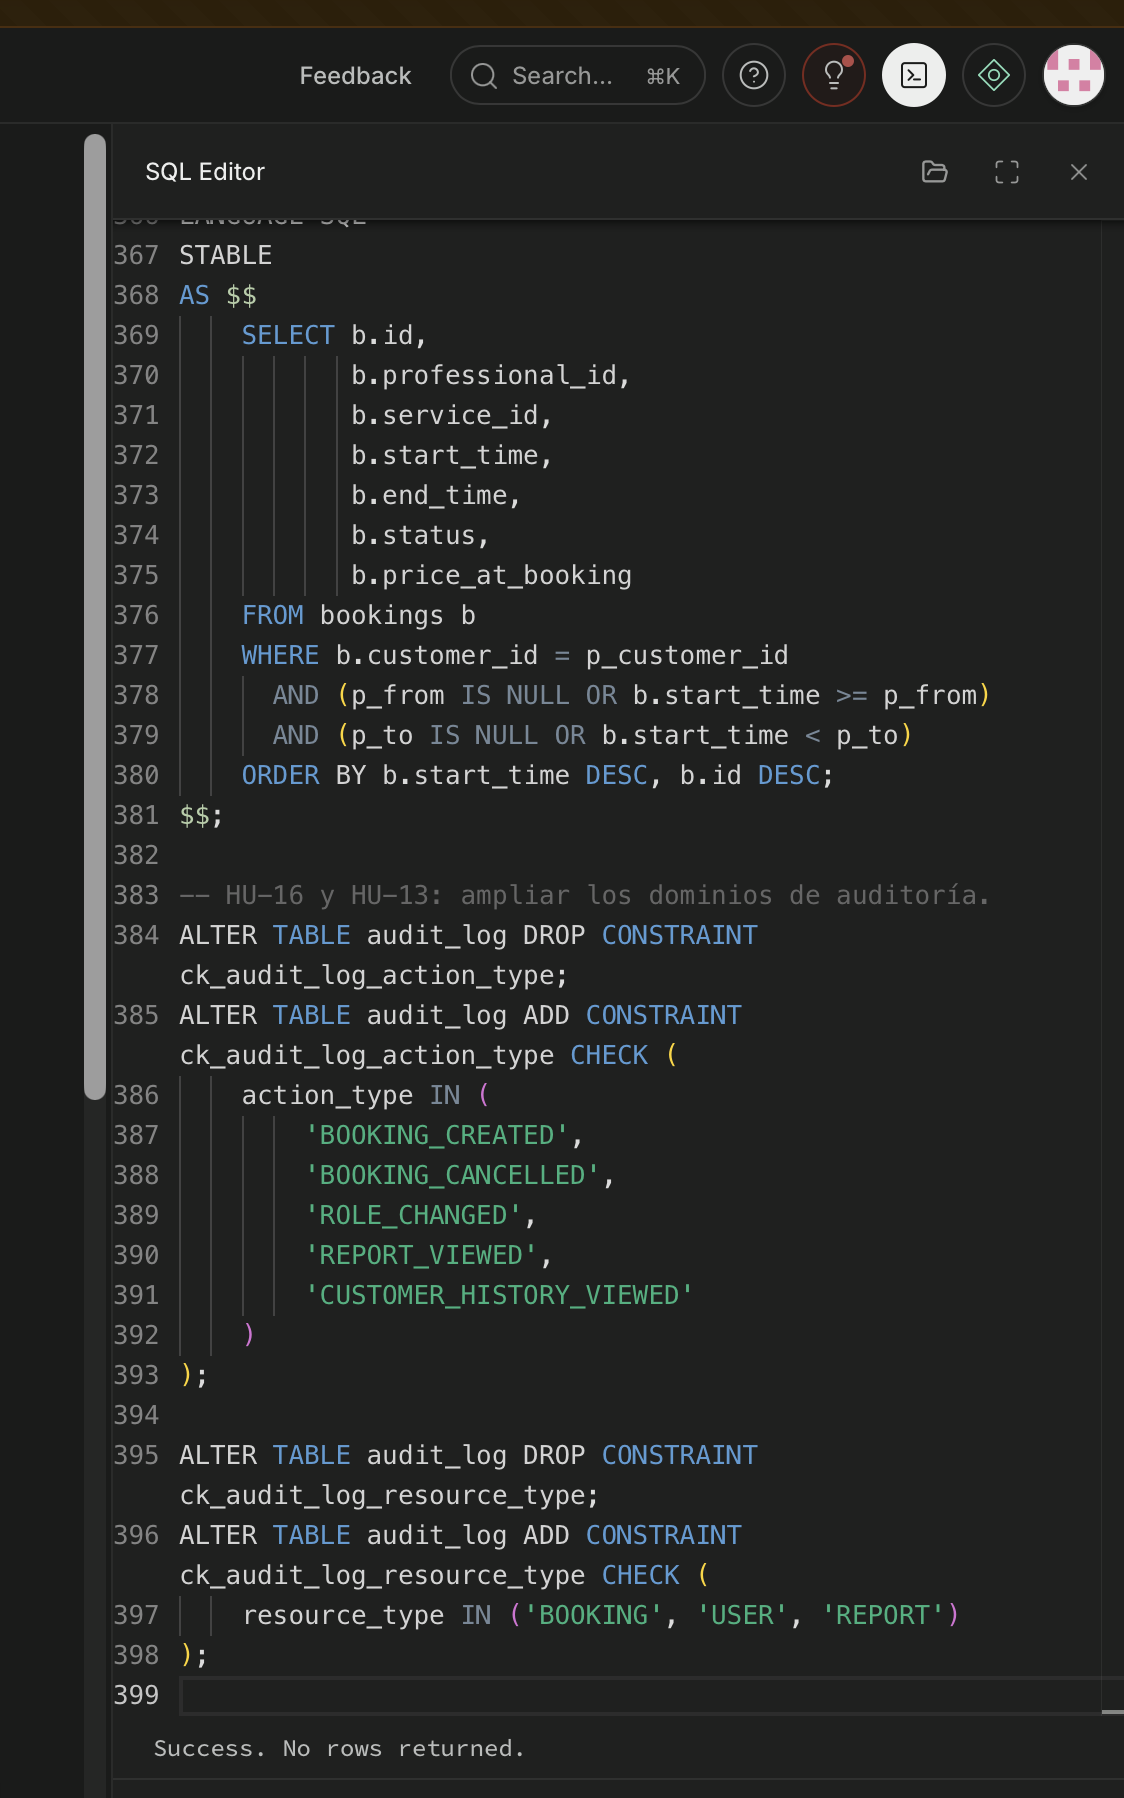 Feedback
Search... ⌘K
SQL Editor
366 LANGUAGE SQL
367 STABLE
368 AS $$
369 SELECT b.id,
370 b.professional_id,
371 b.service_id,
372 b.start_time,
373 b.end_time,
374 b.status,
375 b.price_at_booking
376 FROM bookings b
377 WHERE b.customer_id = p_customer_id
378 AND (p_from IS NULL OR b.start_time >= p_from)
379 AND (p_to IS NULL OR b.start_time < p_to)
380 ORDER BY b.start_time DESC, b.id DESC;
381 $$;
382
383 -- HU-16 y HU-13: ampliar los dominios de auditoría.
384 ALTER TABLE audit_log DROP CONSTRAINT
ck_audit_log_action_type;
385 ALTER TABLE audit_log ADD CONSTRAINT
ck_audit_log_action_type CHECK (
386 action_type IN (
387 'BOOKING_CREATED',
388 'BOOKING_CANCELLED',
389 'ROLE_CHANGED',
390 'REPORT_VIEWED',
391 'CUSTOMER_HISTORY_VIEWED'
392 )
393 );
394
395 ALTER TABLE audit_log DROP CONSTRAINT
ck_audit_log_resource_type;
396 ALTER TABLE audit_log ADD CONSTRAINT
ck_audit_log_resource_type CHECK (
397 resource_type IN ('BOOKING', 'USER', 'REPORT')
398 );
399
Success. No rows returned.